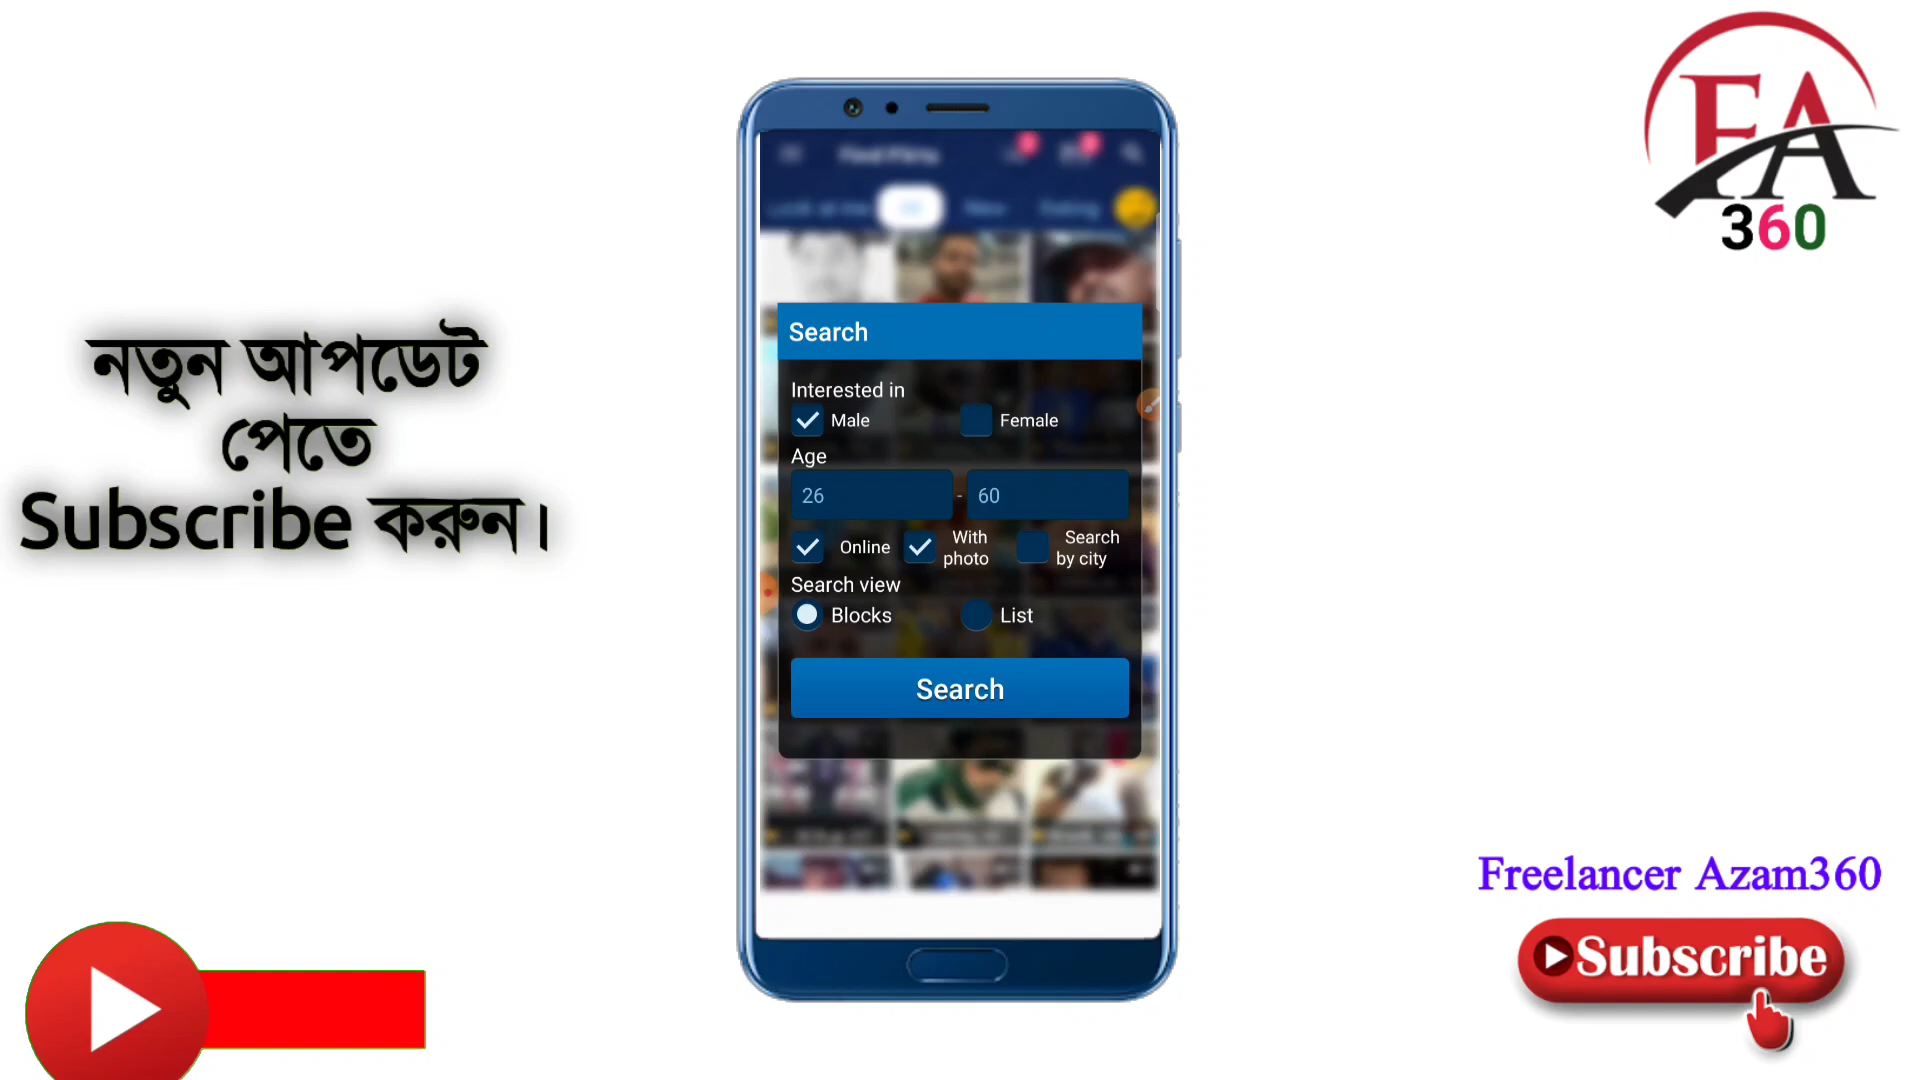 FA
360
নতুন আপডেট
পেতে
Subscribe করুন।
Search
Interested in
Male Female
Age
26 - 60
Online With photo Search by city
Search view
Blocks List
Search
Freelancer Azam360
Subscribe